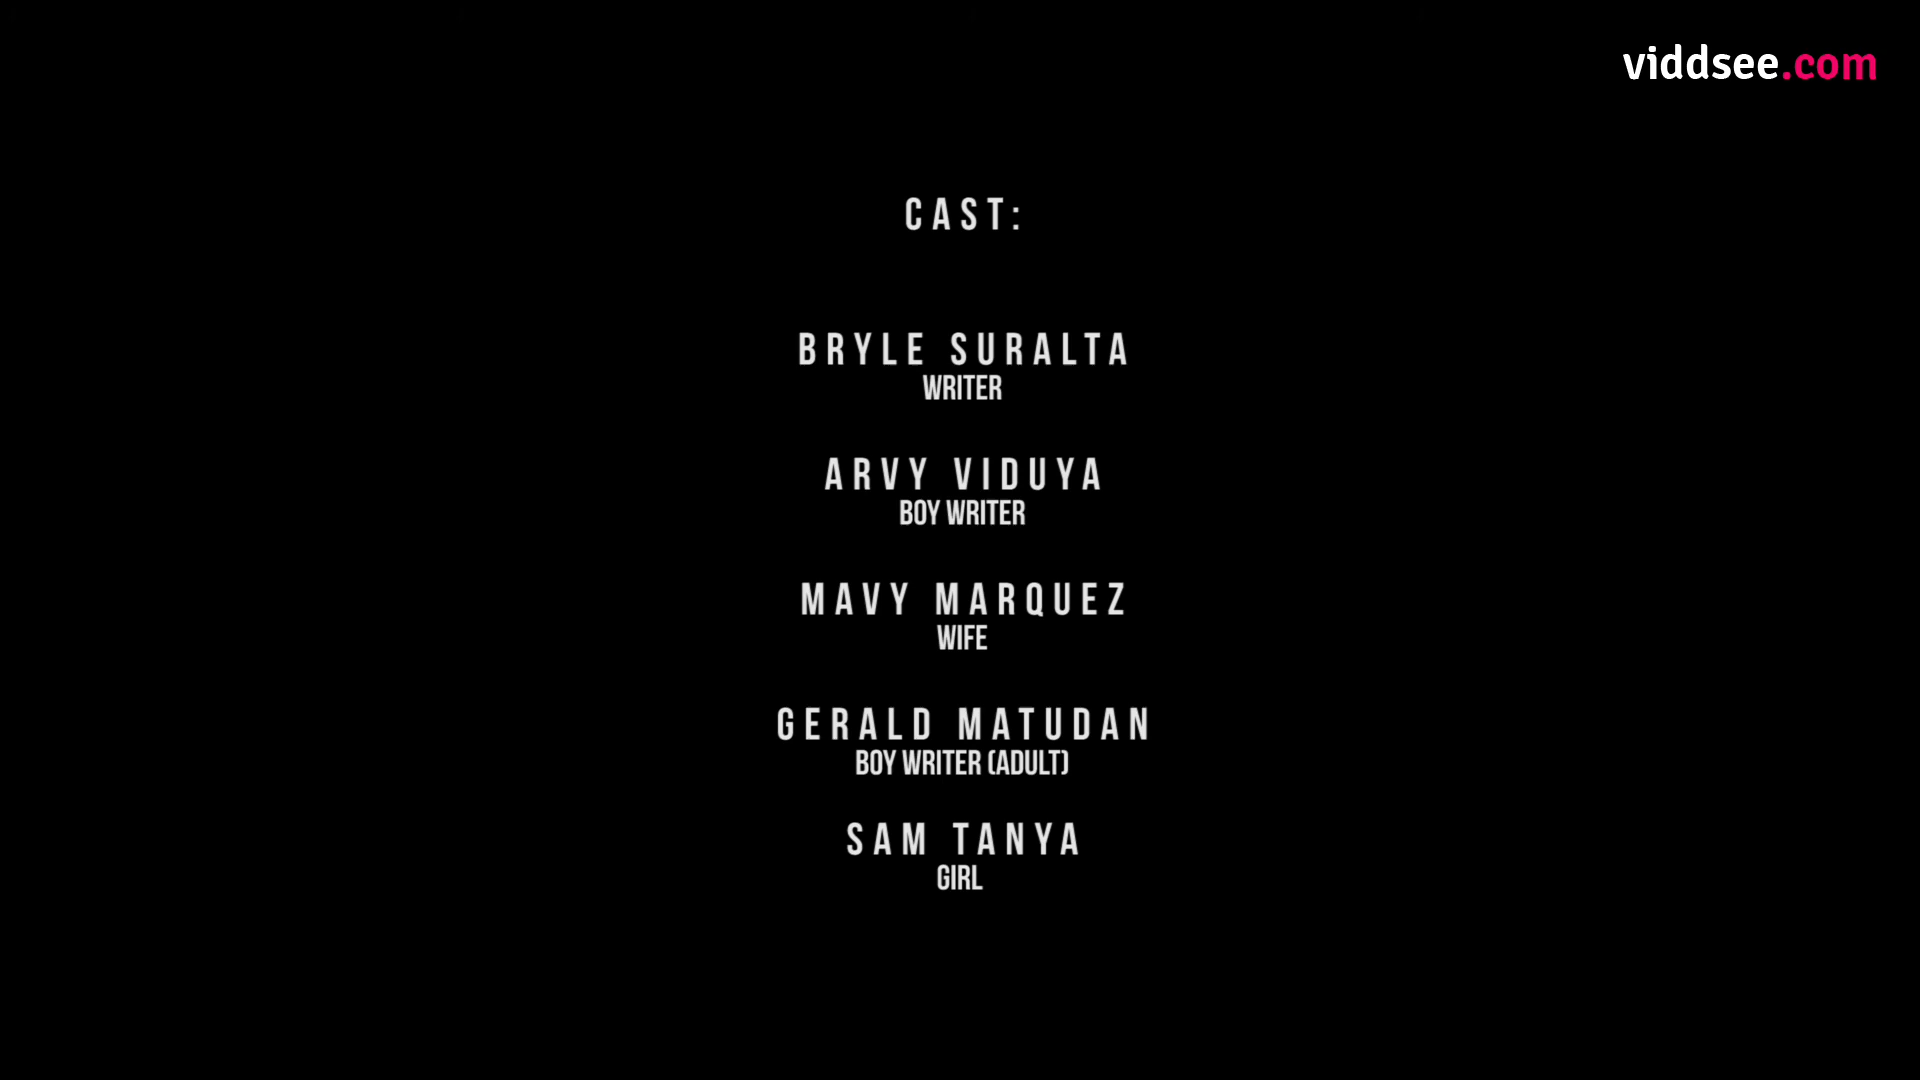 viddsee.com
CAST:
BRYLE SURALTA
WRITER
ARVY VIDUYA
BOY WRITER
MAVY MARQUEZ
WIFE
GERALD MATUDAN
BOY WRITER (ADULT)
SAM TANYA
GIRL